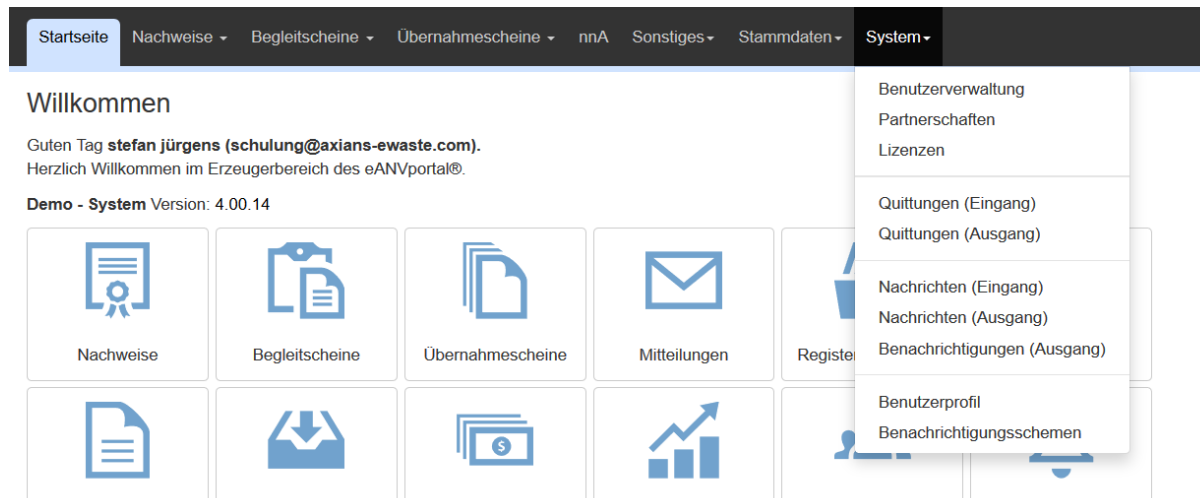 Startseite Nachweise Begleitscheine Übernahmescheine nnA Sonstiges Stammdaten System
Willkommen
Guten Tag stefan jürgens (schulung@axians-ewaste.com).
Herzlich Willkommen im Erzeugerbereich des eANVportal®.
Demo - System Version: 4.00.14
Nachweise
Begleitscheine
Übernahmescheine
Mitteilungen
Register
Benutzerverwaltung
Partnerschaften
Lizenzen
Quittungen (Eingang)
Quittungen (Ausgang)
Nachrichten (Eingang)
Nachrichten (Ausgang)
Benachrichtigungen (Ausgang)
Benutzerprofil
Benachrichtigungsschemen